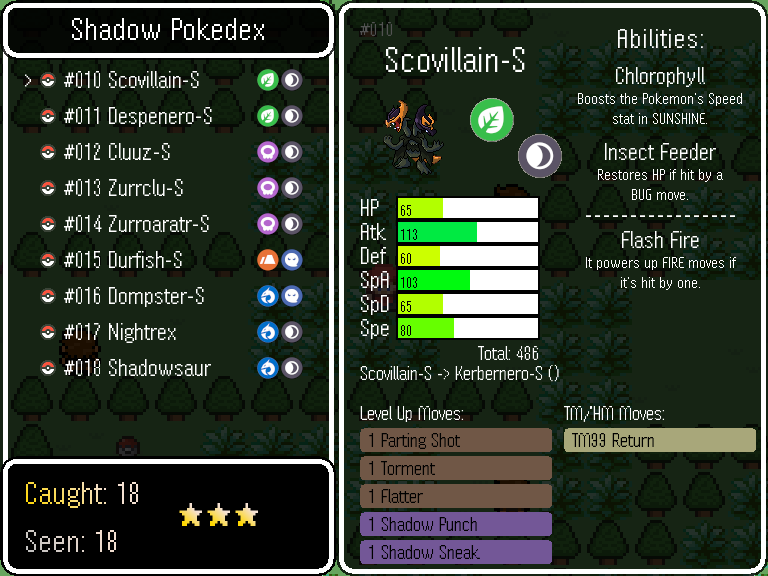 Shadow Pokedex
> #010 Scovillain-S
#011 Despenero-S
#012 Cluuz-S
#013 Zurrclu-S
#014 Zurroaratr-S
#015 Durfish-S
#016 Dompster-S
#017 Nightrex
#018 Shadowsaur
Caught: 18
Seen: 18
#010
Scovillain-S
HP 65
Atk 113
Def 60
SpA 103
SpD 65
Spe 80
Total: 486
Scovillain-S -> Kerbernero-S ()
Abilities:
Chlorophyll
Boosts the Pokemon's Speed
stat in SUNSHINE.
Insect Feeder
Restores HP if hit by a
BUG move.
Flash Fire
It powers up FIRE moves if
it's hit by one.
Level Up Moves:
1 Parting Shot
1 Torment
1 Flatter
1 Shadow Punch
1 Shadow Sneak
TM/HM Moves:
TM99 Return